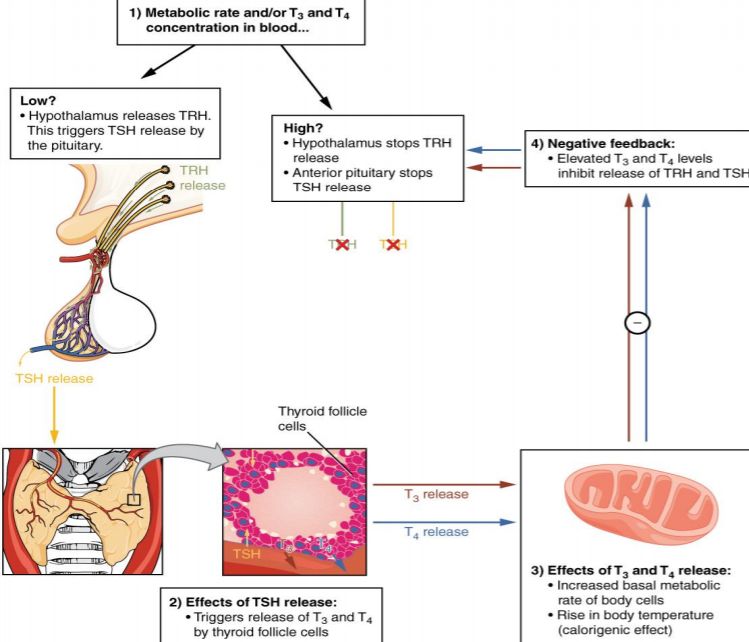 1) Metabolic rate and/or T₃ and T₄
concentration in blood...
Low?
• Hypothalamus releases TRH.
This triggers TSH release by
the pituitary.
High?
• Hypothalamus stops TRH
release
• Anterior pituitary stops
TSH release
4) Negative feedback:
• Elevated T₃ and T₄ levels
inhibit release of TRH and TSH
TRH
release
TSH release
Thyroid follicle
cells
T₃ release
T₄ release
TSH
T₃
T₄
2) Effects of TSH release:
• Triggers release of T₃ and T₄
by thyroid follicle cells
–
3) Effects of T₃ and T₄ release:
• Increased basal metabolic
rate of body cells
• Rise in body temperature
(calorigenic effect)